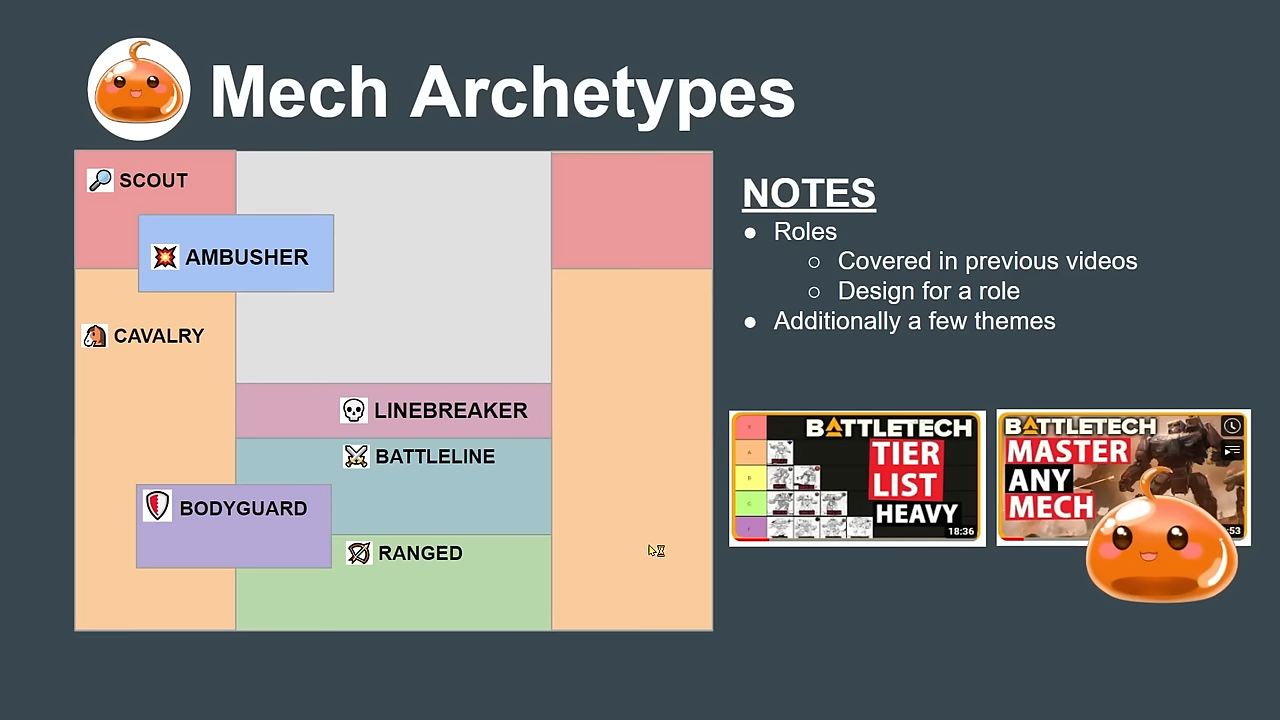 Mech Archetypes
SCOUT
AMBUSHER
CAVALRY
LINEBREAKER
BATTLELINE
BODYGUARD
RANGED
NOTES
● Roles
○ Covered in previous videos
○ Design for a role
● Additionally a few themes
BATTLETECH
TIER
LIST
HEAVY
18:36
BATTLETECH
MASTER
ANY
MECH
:53